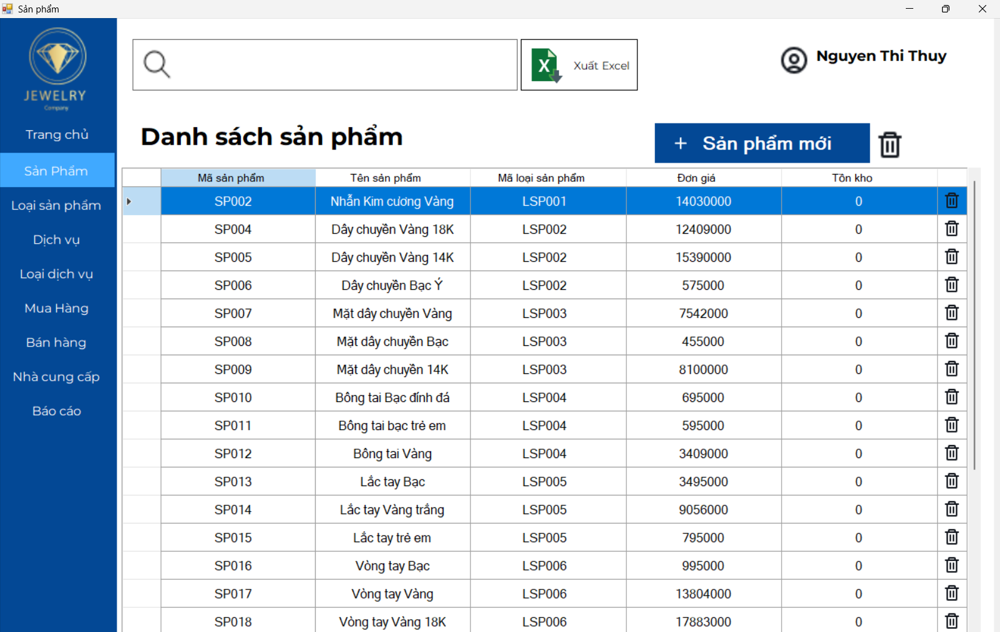 Sản phẩm
JEWELRY
Company
Trang chủ
Sản Phẩm
Loại sản phẩm
Dịch vụ
Loại dịch vụ
Mua Hàng
Bán hàng
Nhà cung cấp
Báo cáo
X Xuất Excel
Nguyen Thi Thuy
Danh sách sản phẩm
+ Sản phẩm mới
Mã sản phẩm Tên sản phẩm Mã loại sản phẩm Đơn giá Tồn kho
SP002 Nhẫn Kim cương Vàng LSP001 14030000 0
SP004 Dây chuyền Vàng 18K LSP002 12409000 0
SP005 Dây chuyền Vàng 14K LSP002 15390000 0
SP006 Dây chuyền Bạc Ý LSP002 575000 0
SP007 Mặt dây chuyền Vàng LSP003 7542000 0
SP008 Mặt dây chuyền Bạc LSP003 455000 0
SP009 Mặt dây chuyền 14K LSP003 8100000 0
SP010 Bông tai Bạc đính đá LSP004 695000 0
SP011 Bông tai bạc trẻ em LSP004 595000 0
SP012 Bông tai Vàng LSP004 3409000 0
SP013 Lắc tay Bạc LSP005 3495000 0
SP014 Lắc tay Vàng trắng LSP005 9056000 0
SP015 Lắc tay trẻ em LSP005 795000 0
SP016 Vòng tay Bạc LSP006 995000 0
SP017 Vòng tay Vàng LSP006 13804000 0
SP018 Vòng tay Vàng 18K LSP006 17883000 0